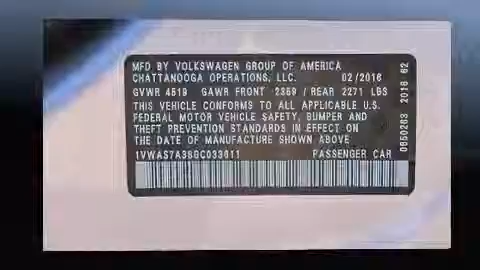 MFD BY VOLKSWAGEN GROUP OF AMERICA
CHATTANOOGA OPERATIONS, LLC. 02/2016
GVWR 4519 GAWR FRONT 2359 / REAR 2271 LBS
THIS VEHICLE CONFORMS TO ALL APPLICABLE U.S.
FEDERAL MOTOR VEHICLE SAFETY, BUMPER AND
THEFT PREVENTION STANDARDS IN EFFECT ON
THE DATE OF MANUFACTURE SHOWN ABOVE.
PASSENGER CAR
2016 62